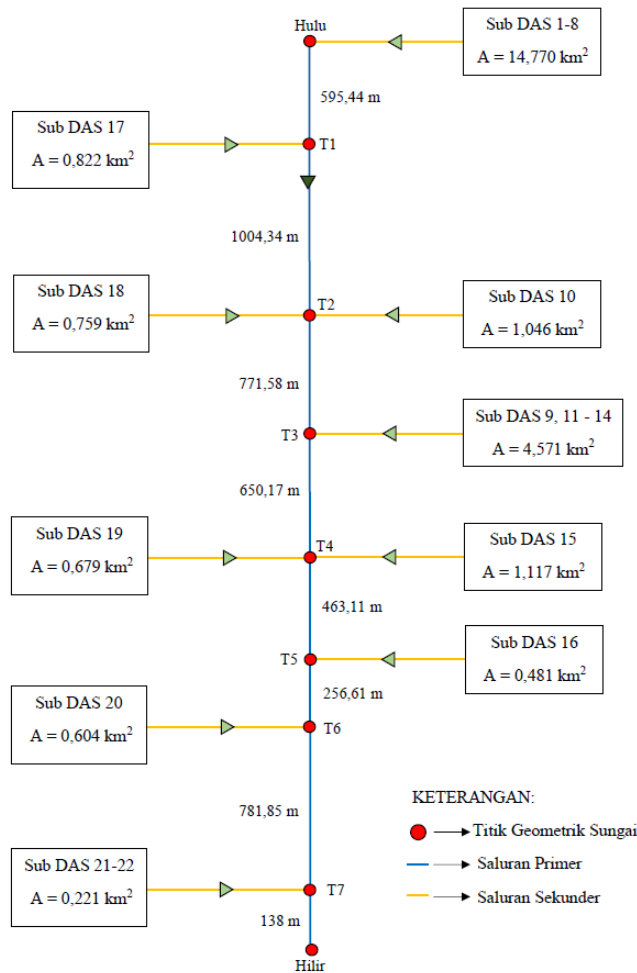 Hulu
Sub DAS 1-8
A = 14,770 km²
595,44 m
Sub DAS 17
A = 0,822 km²
T1
1004,34 m
Sub DAS 18
A = 0,759 km²
T2
Sub DAS 10
A = 1,046 km²
771,58 m
T3
Sub DAS 9, 11 - 14
A = 4,571 km²
650,17 m
Sub DAS 19
A = 0,679 km²
T4
Sub DAS 15
A = 1,117 km²
463,11 m
T5
Sub DAS 16
A = 0,481 km²
256,61 m
Sub DAS 20
A = 0,604 km²
T6
781,85 m
KETERANGAN:
Titik Geometrik Sungai
Saluran Primer
Saluran Sekunder
Sub DAS 21-22
A = 0,221 km²
T7
138 m
Hilir